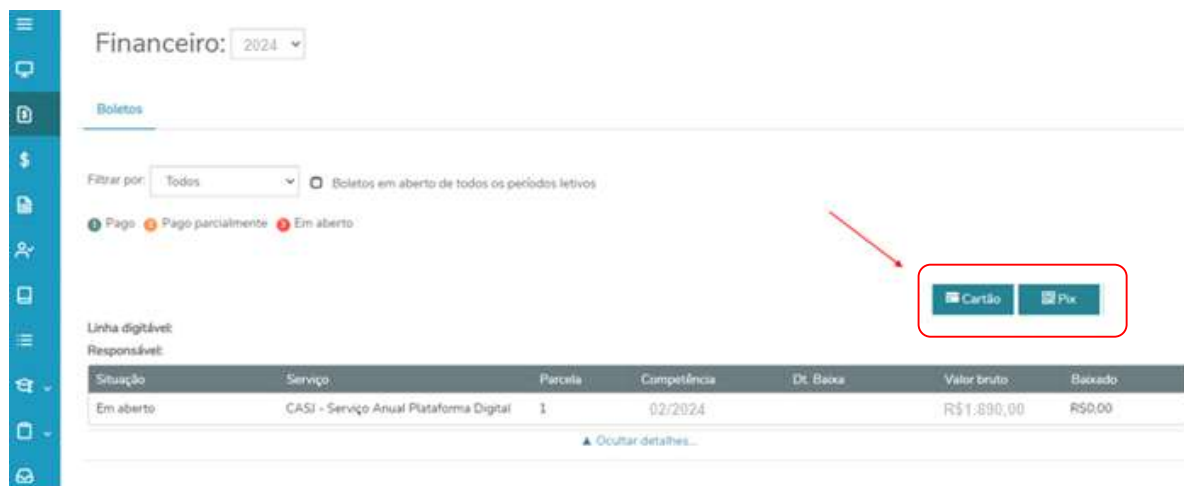 Financeiro: 2024
Boletos
Filtrar por: Todos Boletos em aberto de todos os períodos letivos
Pago Pago parcialmente Em aberto
Cartão Pix
Linha digitável:
Responsável:
Situação Serviço Parcela Competência Dt. Baixa Valor bruto Baixado
Em aberto CASJ - Serviço Anual Plataforma Digital 1 02/2024 R$1.890,00 R$0,00
▲ Ocultar detalhes...